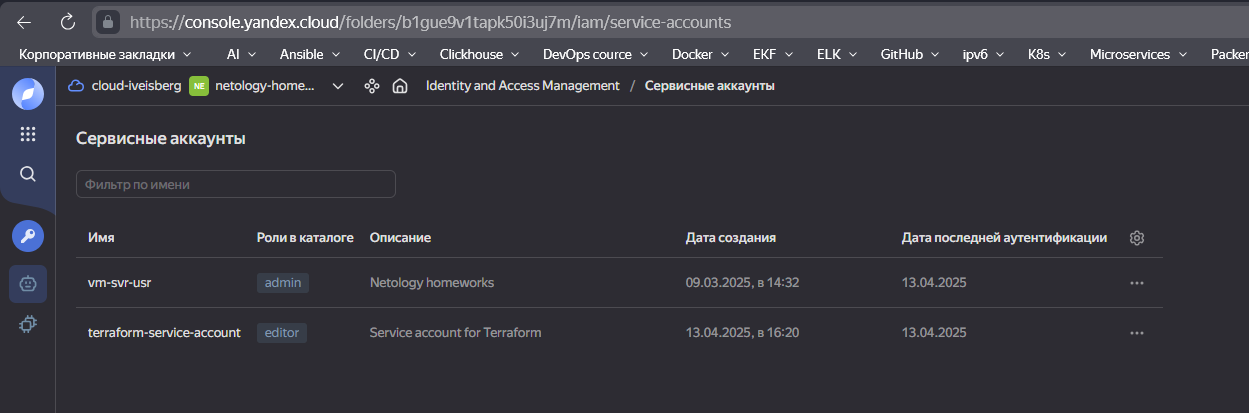 https://console.yandex.cloud/folders/b1gue9v1tapk50i3uj7m/iam/service-accounts
Корпоративные закладки AI Ansible CI/CD Clickhouse DevOps cource Docker EKF ELK GitHub ipv6 K8s Microservices Packer
cloud-iveisberg NE netology-home... Identity and Access Management / Сервисные аккаунты
Сервисные аккаунты
Фильтр по имени
Имя Роли в каталоге Описание Дата создания Дата последней аутентификации
vm-svr-usr admin Netology homeworks 09.03.2025, в 14:32 13.04.2025
terraform-service-account editor Service account for Terraform 13.04.2025, в 16:20 13.04.2025